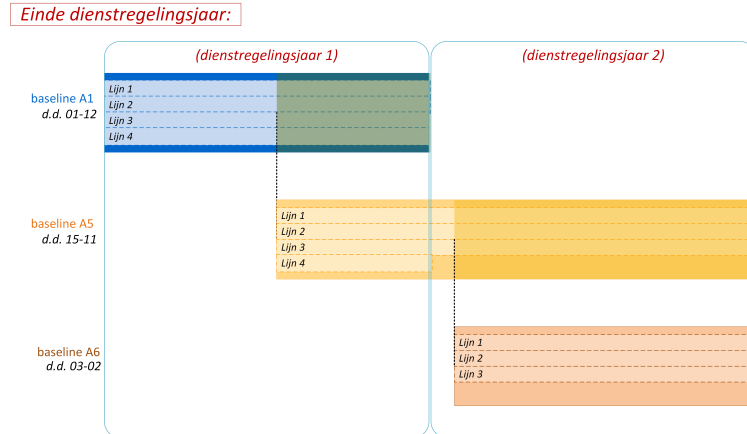 Einde dienstregelingsjaar:
(dienstregelingsjaar 1)
(dienstregelingsjaar 2)
baseline A1
d.d. 01-12
Lijn 1
Lijn 2
Lijn 3
Lijn 4
baseline A5
d.d. 15-11
Lijn 1
Lijn 2
Lijn 3
Lijn 4
baseline A6
d.d. 03-02
Lijn 1
Lijn 2
Lijn 3